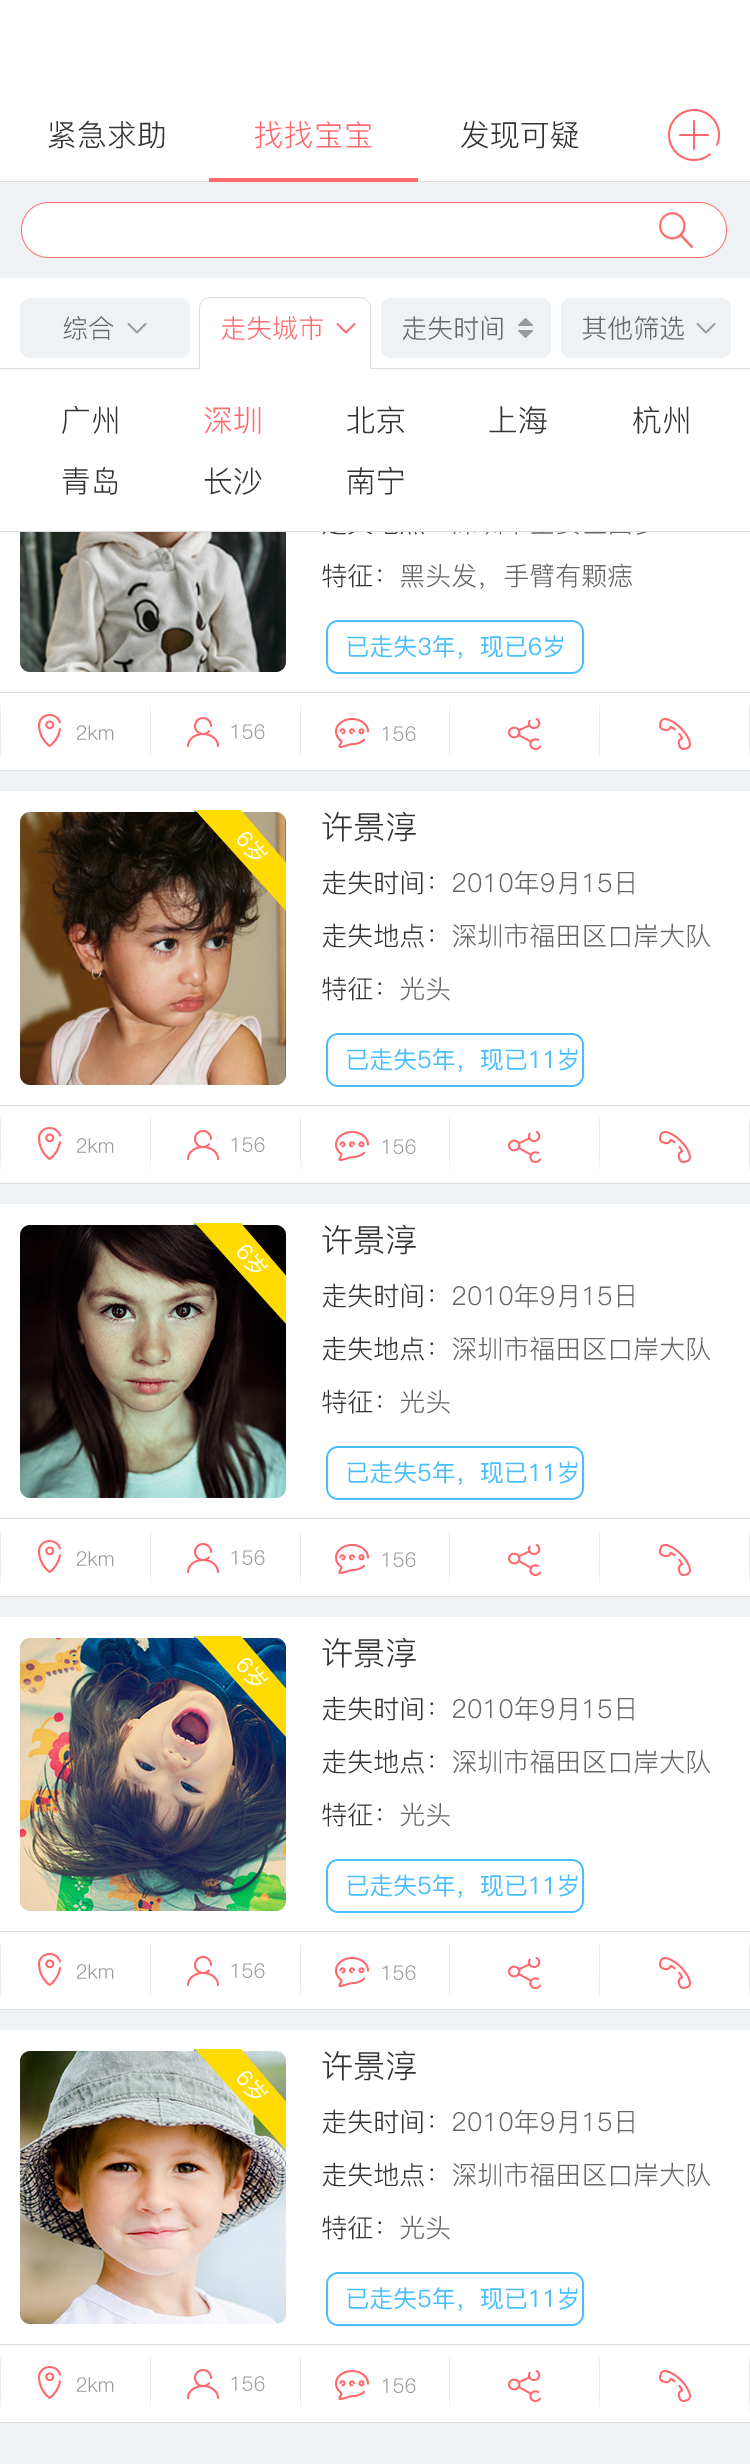 紧急求助 找找宝宝 发现可疑
综合 走失城市 走失时间 其他筛选
广州 深圳 北京 上海 杭州
青岛 长沙 南宁
特征：黑头发，手臂有颗痣
已走失3年，现已6岁
2km 156 156
6岁
许景淳
走失时间：2010年9月15日
走失地点：深圳市福田区口岸大队
特征：光头
已走失5年，现已11岁
2km 156 156
6岁
许景淳
走失时间：2010年9月15日
走失地点：深圳市福田区口岸大队
特征：光头
已走失5年，现已11岁
2km 156 156
6岁
许景淳
走失时间：2010年9月15日
走失地点：深圳市福田区口岸大队
特征：光头
已走失5年，现已11岁
2km 156 156
6岁
许景淳
走失时间：2010年9月15日
走失地点：深圳市福田区口岸大队
特征：光头
已走失5年，现已11岁
2km 156 156